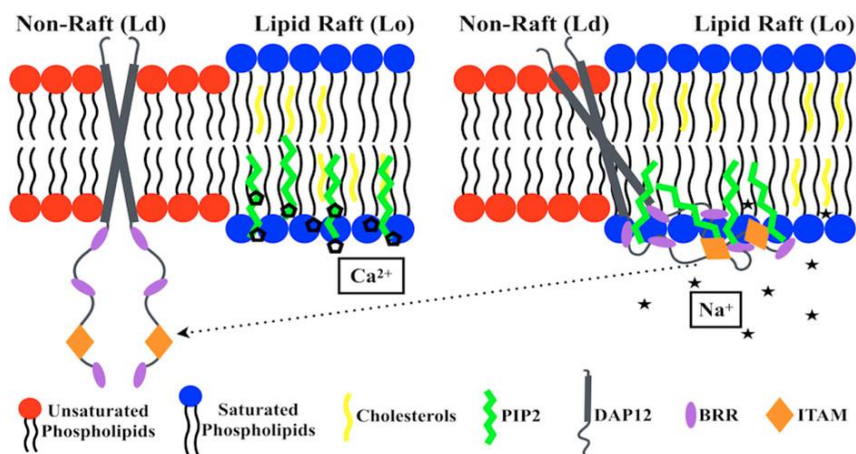 Non-Raft (Ld) Lipid Raft (Lo) Non-Raft (Ld) Lipid Raft (Lo)
Ca²⁺
Na⁺
Unsaturated
Phospholipids
Saturated
Phospholipids
Cholesterols
PIP2
DAP12
BRR
ITAM